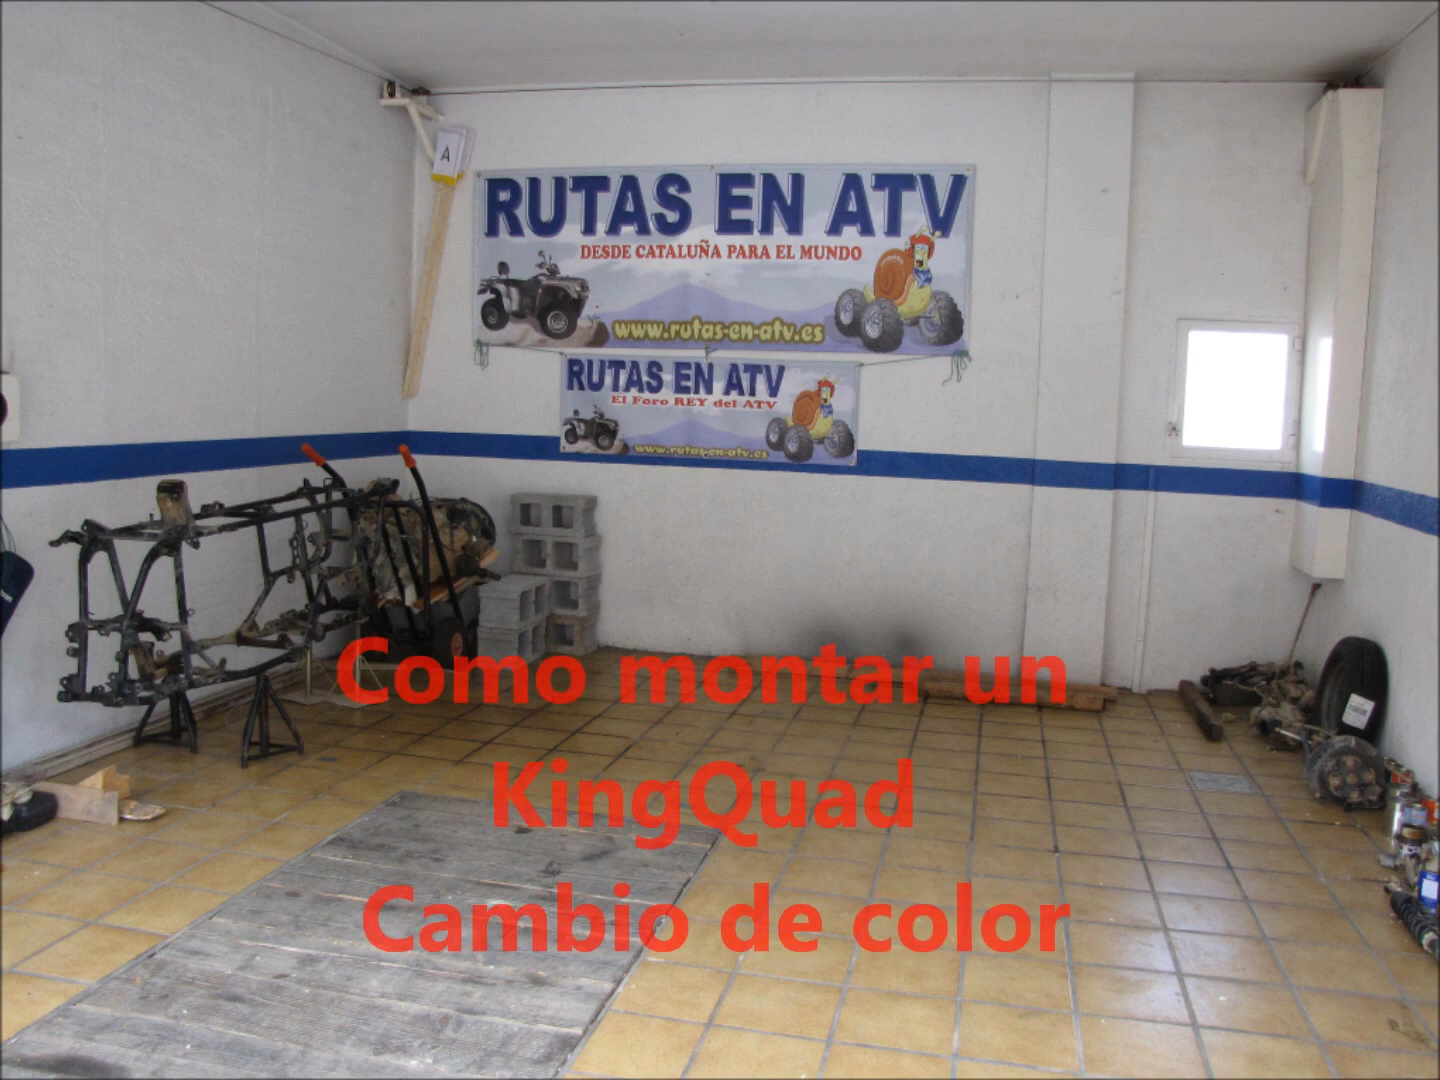 A
RUTAS EN ATV
DESDE CATALUÑA PARA EL MUNDO
www.rutas-en-atv.es
RUTAS EN ATV
El Foro REY del ATV
www.rutas-en-atv.es
Como montar un
KingQuad
Cambio de color